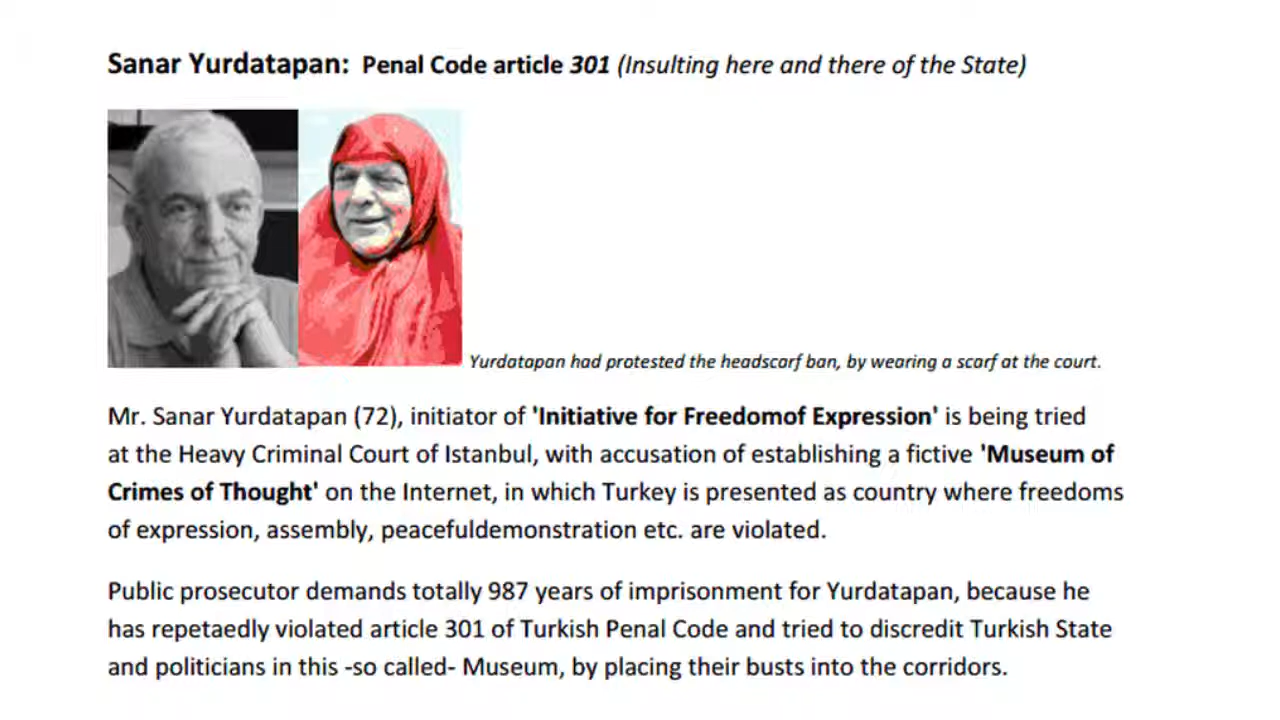 Sanar Yurdatapan: Penal Code article 301 (Insulting here and there of the State)
Yurdatapan had protested the headscarf ban, by wearing a scarf at the court.
Mr. Sanar Yurdatapan (72), initiator of 'Initiative for Freedomof Expression' is being tried
at the Heavy Criminal Court of Istanbul, with accusation of establishing a fictive 'Museum of
Crimes of Thought' on the Internet, in which Turkey is presented as country where freedoms
of expression, assembly, peacefuldemonstration etc. are violated.
Public prosecutor demands totally 987 years of imprisonment for Yurdatapan, because he
has repetaedly violated article 301 of Turkish Penal Code and tried to discredit Turkish State
and politicians in this -so called- Museum, by placing their busts into the corridors.